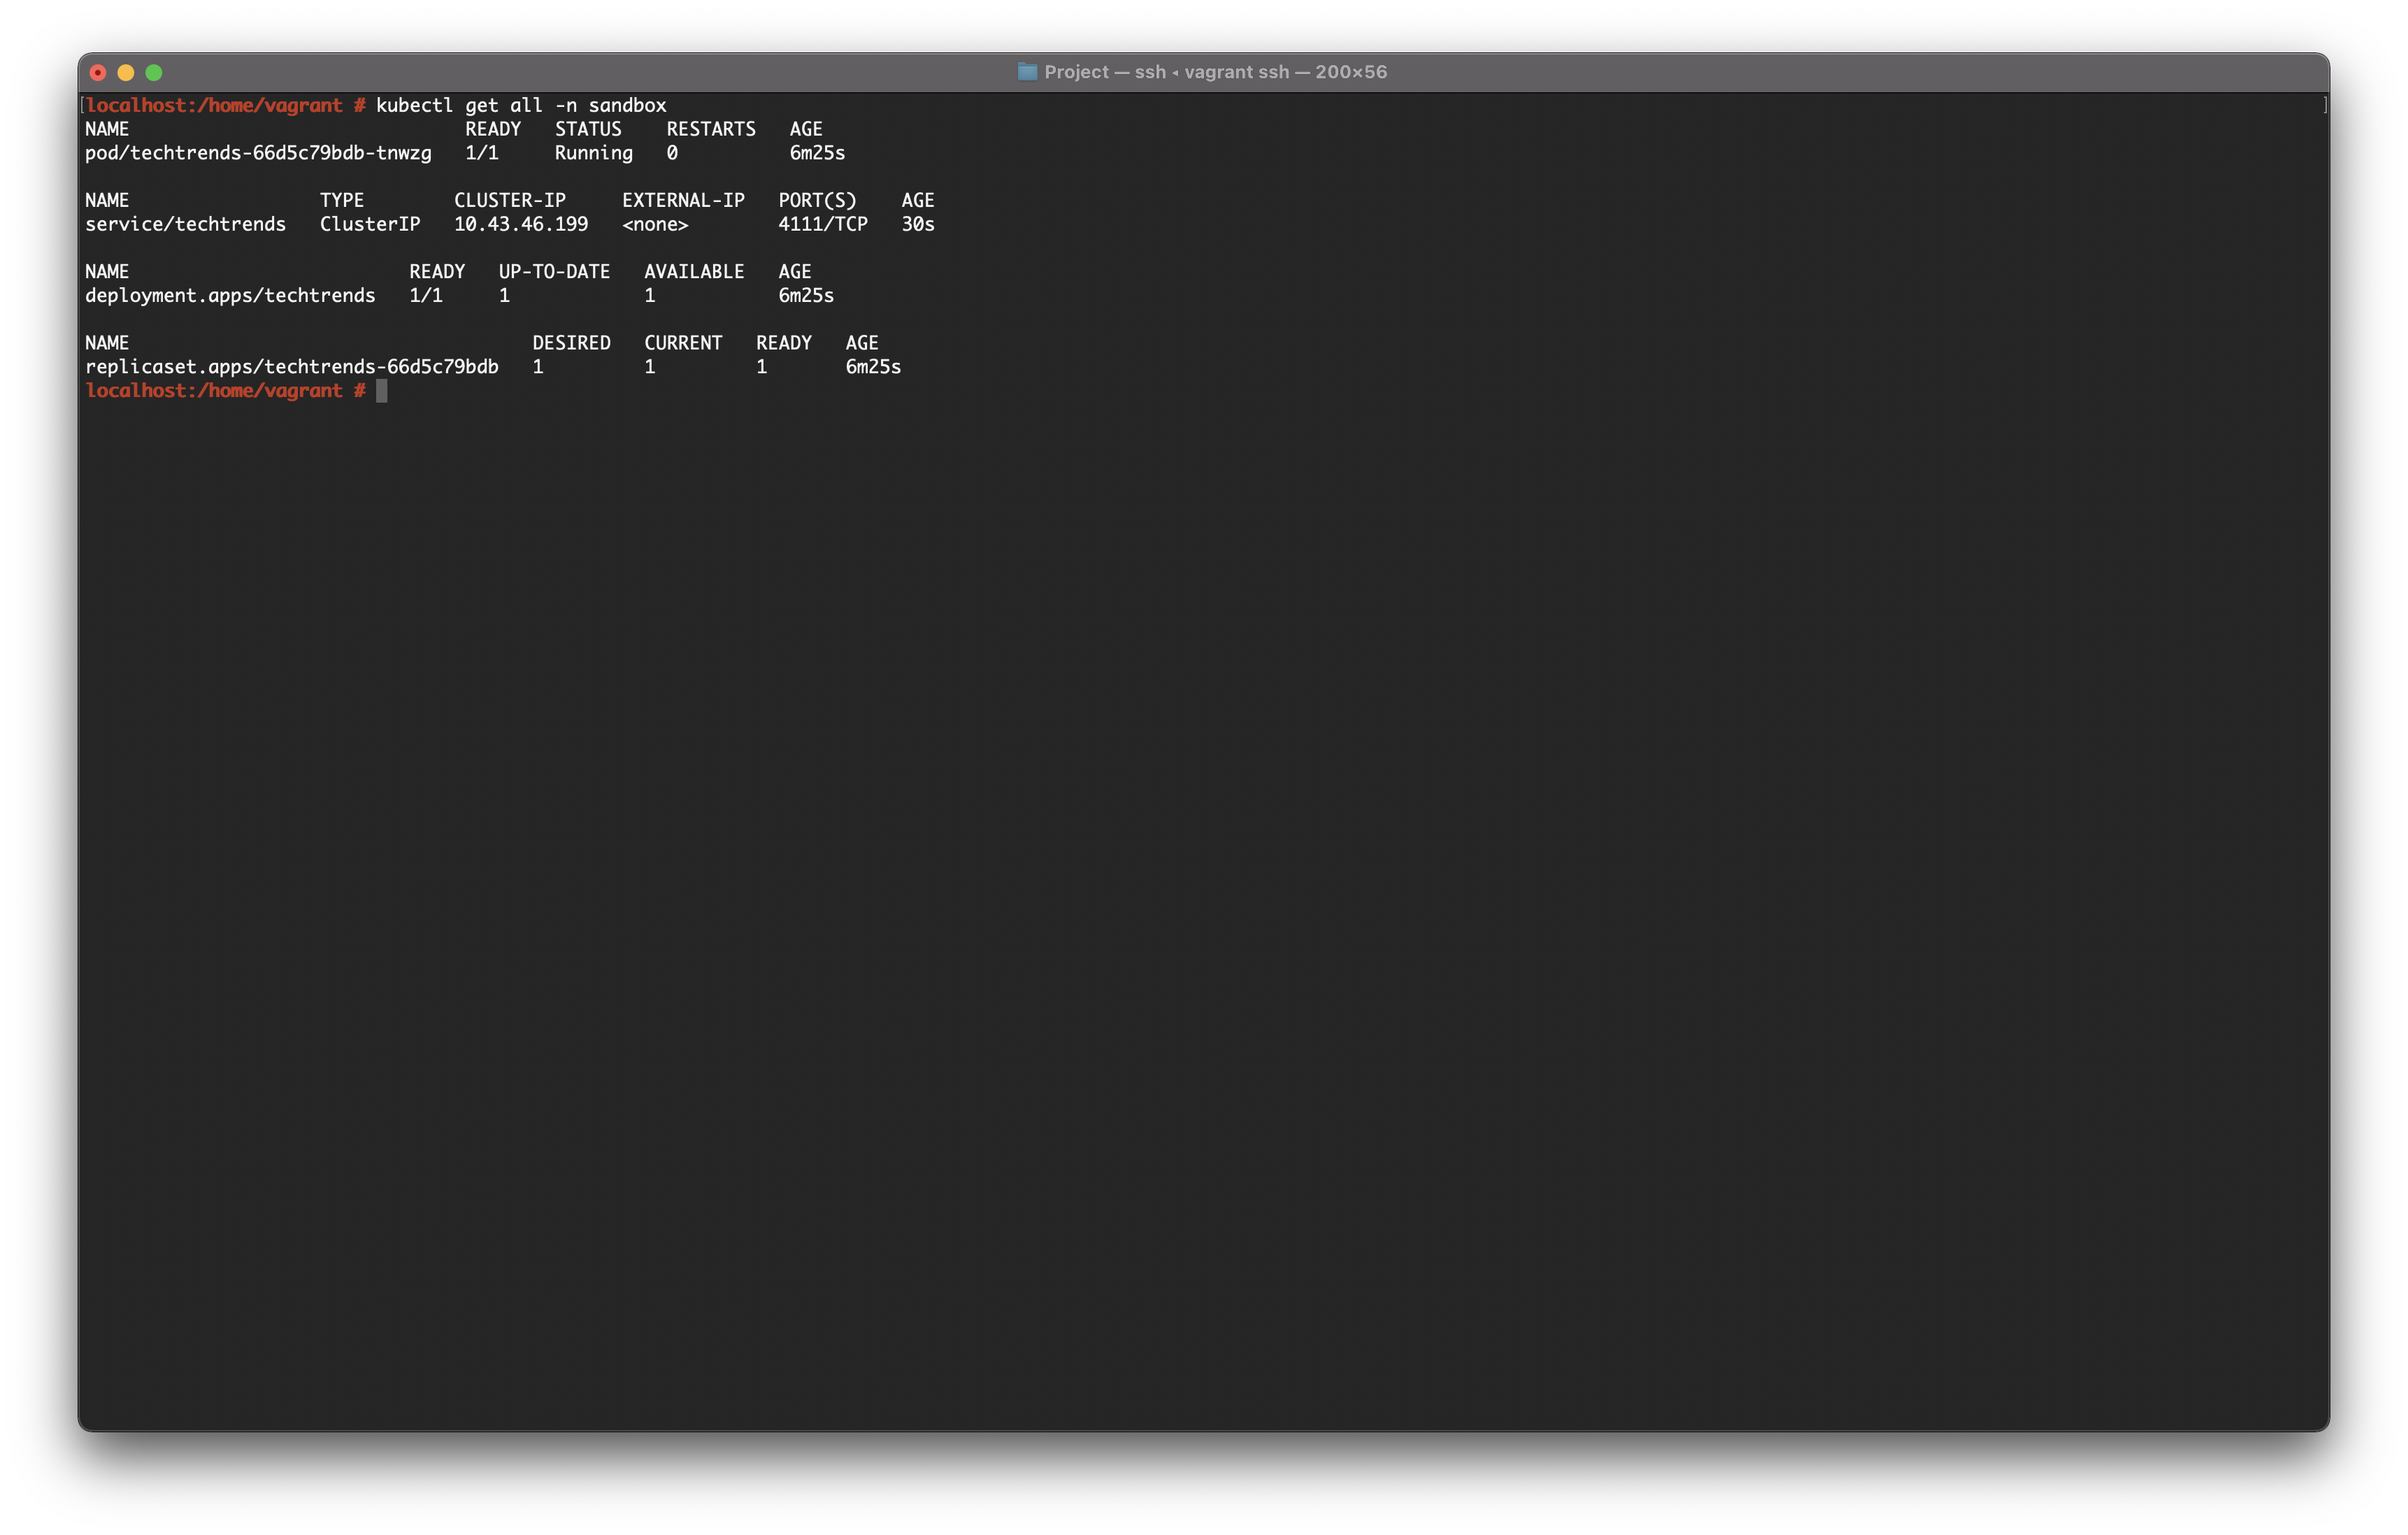 Project — ssh ◂ vagrant ssh — 200×56
[localhost:/home/vagrant # kubectl get all -n sandbox ]
NAME READY STATUS RESTARTS AGE
pod/techtrends-66d5c79bdb-tnwzg 1/1 Running 0 6m25s
NAME TYPE CLUSTER-IP EXTERNAL-IP PORT(S) AGE
service/techtrends ClusterIP 10.43.46.199 <none> 4111/TCP 30s
NAME READY UP-TO-DATE AVAILABLE AGE
deployment.apps/techtrends 1/1 1 1 6m25s
NAME DESIRED CURRENT READY AGE
replicaset.apps/techtrends-66d5c79bdb 1 1 1 6m25s
localhost:/home/vagrant #